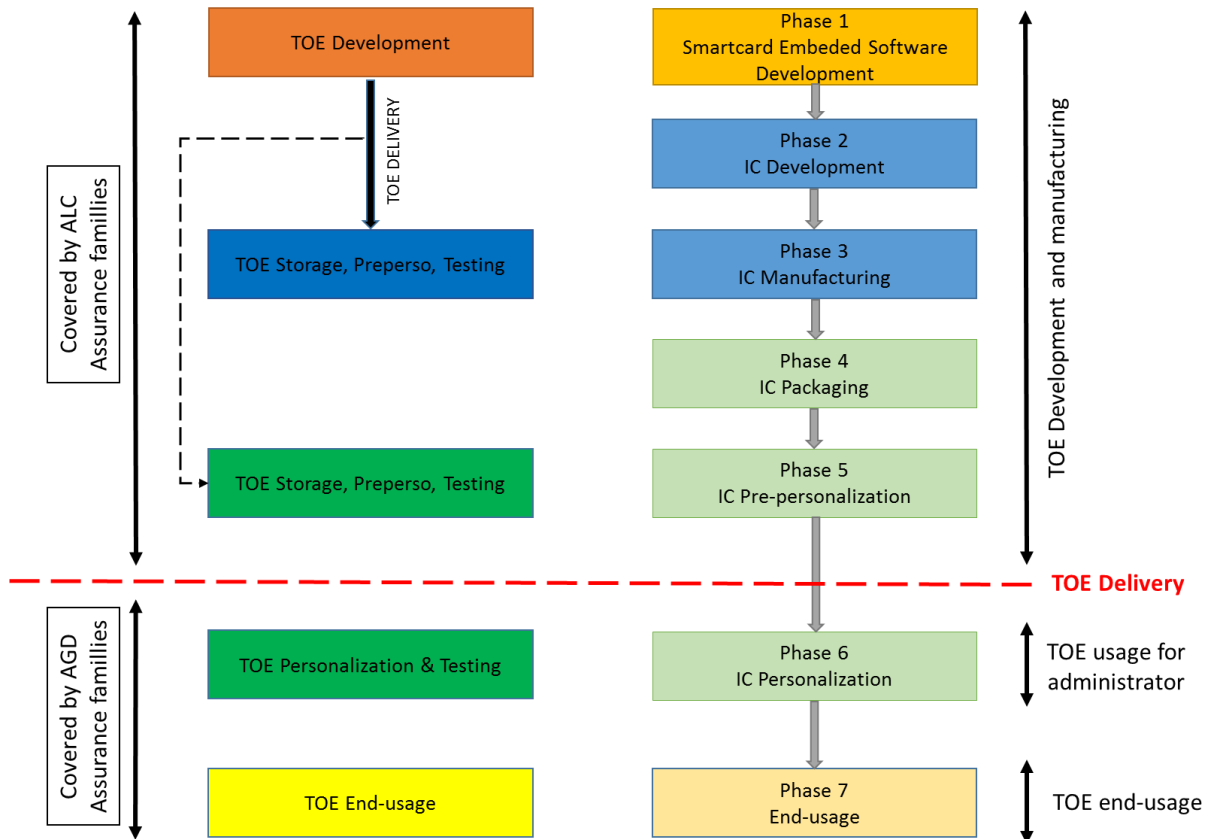 TOE Development
Phase 1
Smartcard Embeded Software
Development
TOE DELIVERY
Phase 2
IC Development
Covered by ALC
Assurance famillies
TOE Development and manufacturing
TOE Storage, Preperso, Testing
Phase 3
IC Manufacturing
Phase 4
IC Packaging
TOE Storage, Preperso, Testing
Phase 5
IC Pre-personalization
TOE Delivery
Covered by AGD
Assurance famillies
TOE Personalization & Testing
Phase 6
IC Personalization
TOE usage for
administrator
TOE End-usage
Phase 7
End-usage
TOE end-usage